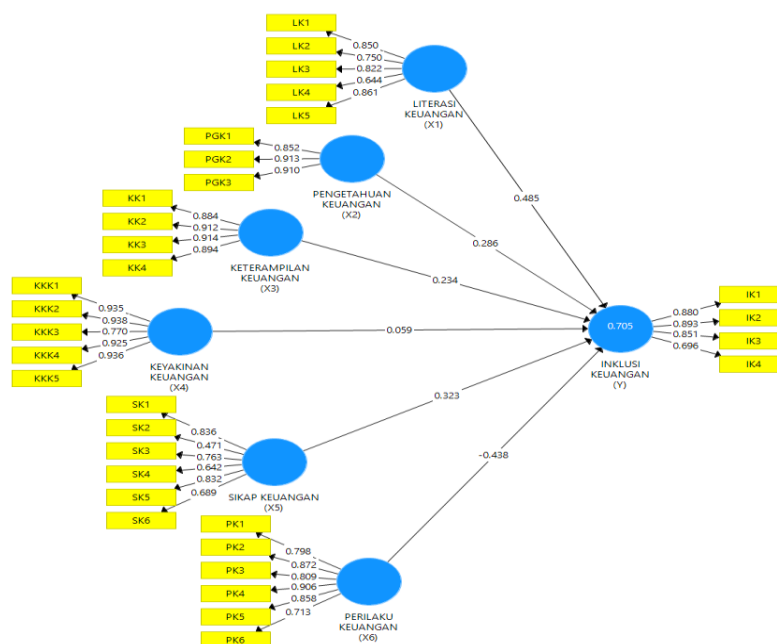 LK1
LK2
LK3
LK4
LK5
0.850
0.750
0.822
0.644
0.861
LITERASI
KEUANGAN
(X1)
PGK1
PGK2
PGK3
0.852
0.913
0.910
PENGETAHUAN
KEUANGAN
(X2)
KK1
KK2
KK3
KK4
0.884
0.912
0.914
0.894
KETERAMPILAN
KEUANGAN
(X3)
KKK1
KKK2
KKK3
KKK4
KKK5
0.935
0.938
0.770
0.925
0.936
KEYAKINAN
KEUANGAN
(X4)
SK1
SK2
SK3
SK4
SK5
SK6
0.836
0.471
0.763
0.642
0.832
0.689
SIKAP KEUANGAN
(X5)
PK1
PK2
PK3
PK4
PK5
PK6
0.798
0.872
0.809
0.906
0.858
0.713
PERILAKU
KEUANGAN
(X6)
0.485
0.286
0.234
0.059
0.323
-0.438
0.705
INKLUSI
KEUANGAN
(Y)
0.880
0.893
0.851
0.696
IK1
IK2
IK3
IK4